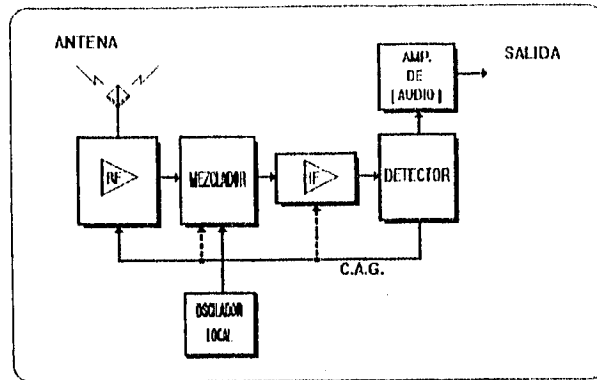 ANTENA
SALIDA
AMP.
DE
[AUDIO]
RF
MEZCLADOR
IF
DETECTOR
C.A.G.
OSCILADOR
LOCAL